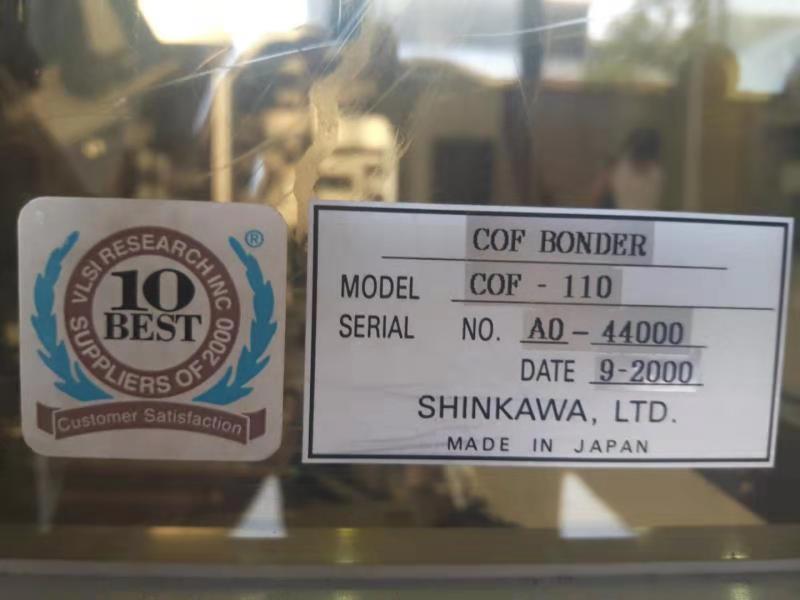 VLSI RESEARCH INC
®
10
BEST
SUPPLIERS OF 2000
Customer Satisfaction
COF BONDER
MODEL COF - 110
SERIAL NO. A0-44000
DATE 9-2000
SHINKAWA, LTD.
MADE IN JAPAN